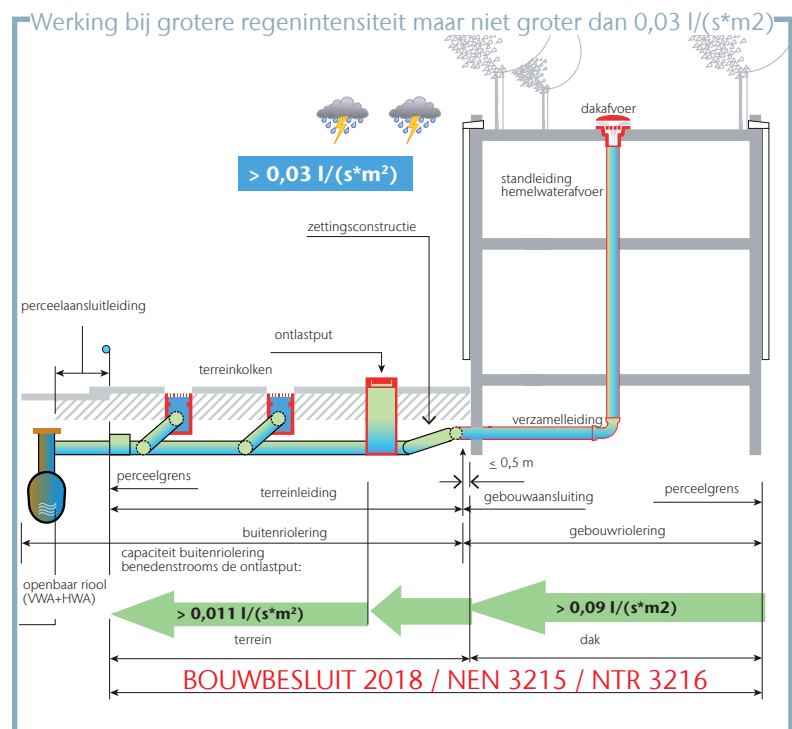 Werking bij grotere regenintensiteit maar niet groter dan 0,03 l/(s*m2)
dakafvoer
> 0,03 l/(s*m²)
standleiding
hemelwaterafvoer
zettingsconstructie
perceelaansluitleiding
ontlastput
terreinkolken
verzamelleiding
≤ 0,5 m
perceelgrens
terreinleiding
gebouwaansluiting
perceelgrens
buitenriolering
gebouwriolering
capaciteit buitenriolering
benedenstrooms de ontlastput:
openbaar riool
(VWA+HWA)
> 0,011 l/(s*m²)
> 0,09 l/(s*m2)
terrein
dak
BOUWBESLUIT 2018 / NEN 3215 / NTR 3216